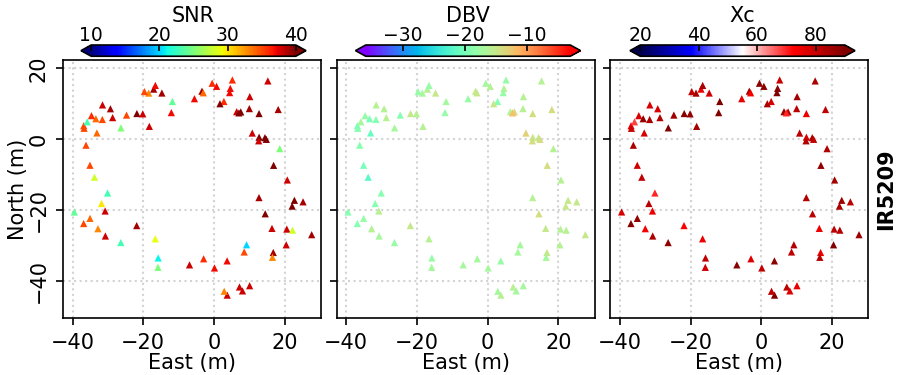 SNR DBV Xc
10 20 30 40 −30 −20 −10 20 40 60 80
20
0
−20
−40
North (m)
−40 −20 0 20 −40 −20 0 20 −40 −20 0 20
East (m) East (m) East (m)
IR5209